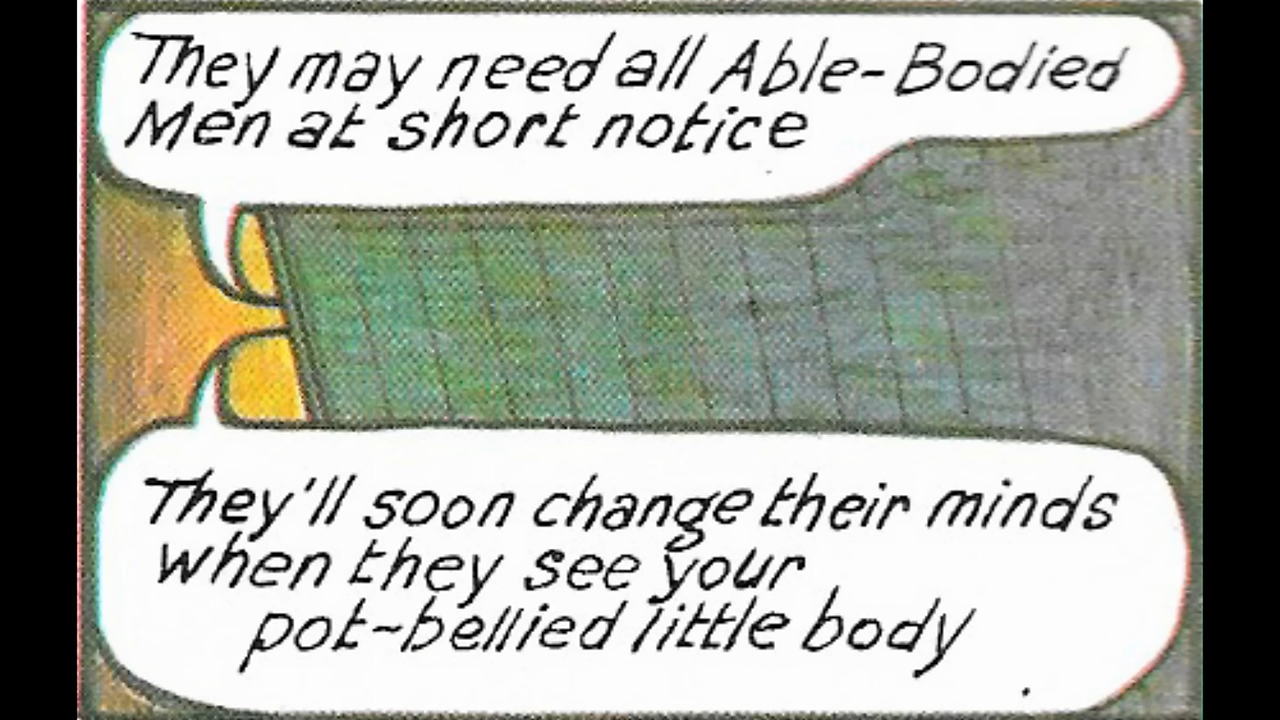 They may need all Able-Bodied
Men at short notice
They'll soon change their minds
when they see your
pot-bellied little body